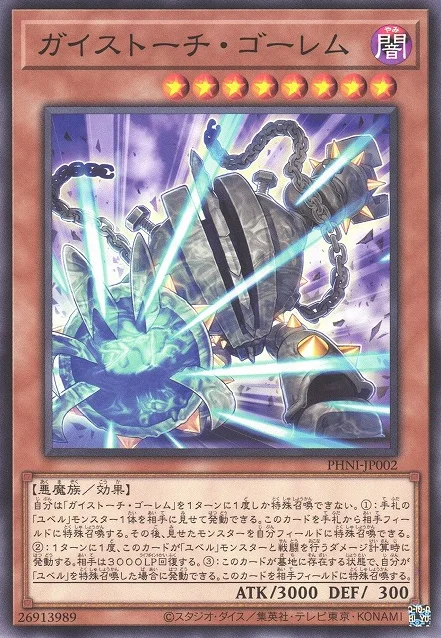 ガイストーチ・ゴーレム
闇
PHNI-JP002
【悪魔族／効果】
自分は「ガイストーチ・ゴーレム」を1ターンに1度しか特殊召喚できない。①：手札
の「ユベル」モンスター1体を相手に見せて発動できる。このカードを手札から相手フィー
ルドに特殊召喚する。その後、見せたモンスターを自分フィールドに特殊召喚する。
②：1ターンに1度、このカードが「ユベル」モンスターと戦闘を行うダメージ計算時に
発動する。相手は3000LP回復する。③：このカードが墓地に存在する状態で、自分が
「ユベル」を特殊召喚した場合に発動できる。このカードを相手フィールドに特殊召喚する。
ATK/3000 DEF/ 300
26913989
©スタジオ・ダイス／集英社・テレビ東京・KONAMI